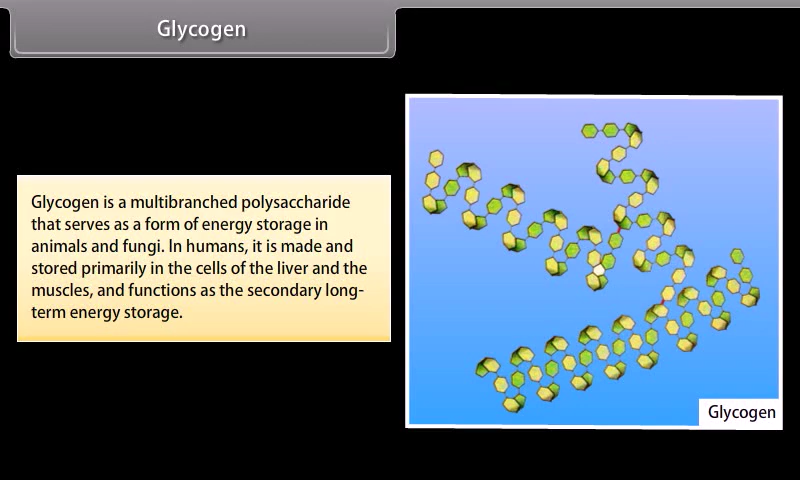 Glycogen
Glycogen is a multibranched polysaccharide
that serves as a form of energy storage in
animals and fungi. In humans, it is made and
stored primarily in the cells of the liver and the
muscles, and functions as the secondary long-
term energy storage.
Glycogen